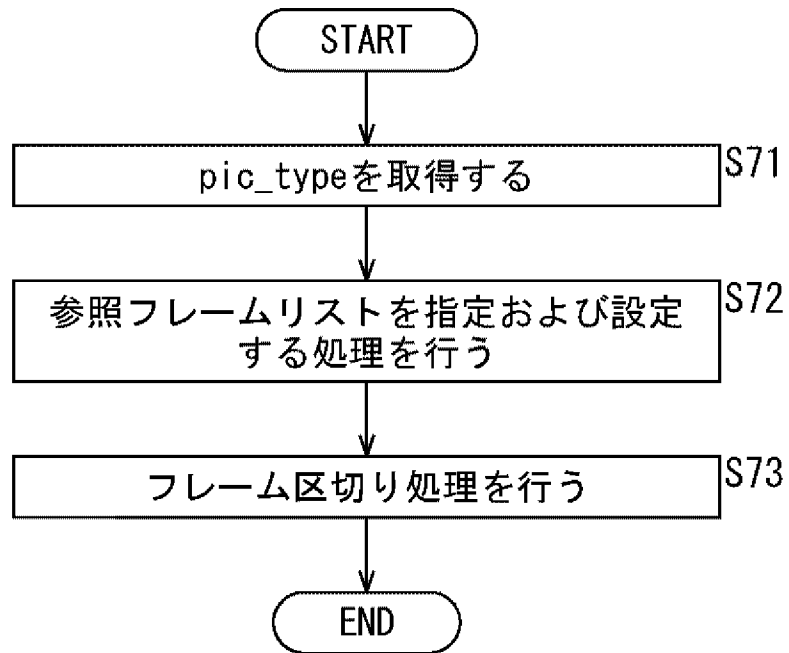 START
pic_typeを取得する
S71
参照フレームリストを指定および設定
する処理を行う
S72
フレーム区切り処理を行う
S73
END